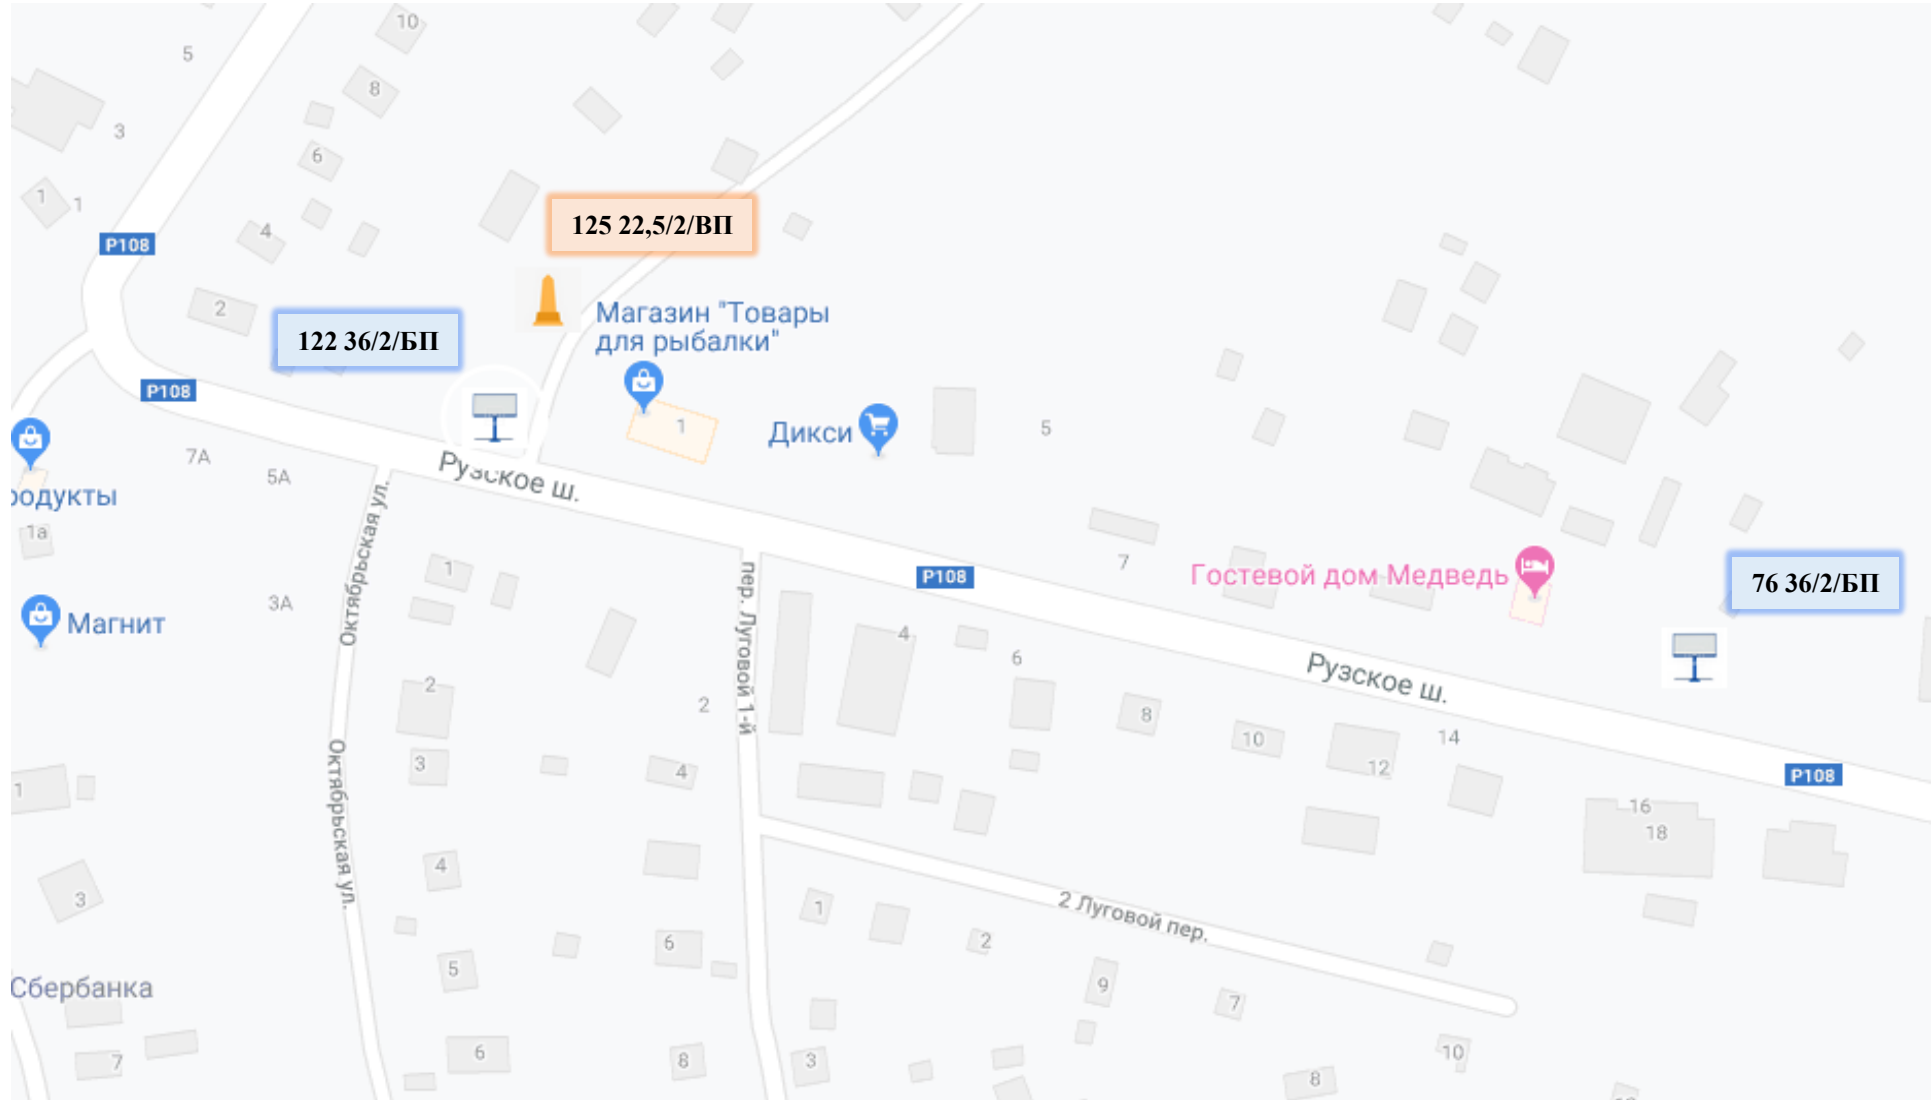 10
5
8
3
6
1
1
4
P108
125 22,5/2/ВП
2
Магазин "Товары
для рыбалки"
122 36/2/БП
P108
1
Дикси
5
7А
5А
Рузское ш.
Октябрьская ул.
родукты
1а
7
Гостевой дом Медведь
76 36/2/БП
P108
1
3А
Магнит
пер. Луговой 1-й
4
6
Рузское ш.
2
2
8
10
12
14
P108
3
4
1
16
18
Октябрьская ул.
4
3
1
2 Луговой пер.
2
6
5
9
7
Сбербанка
7
6
8
3
10
8